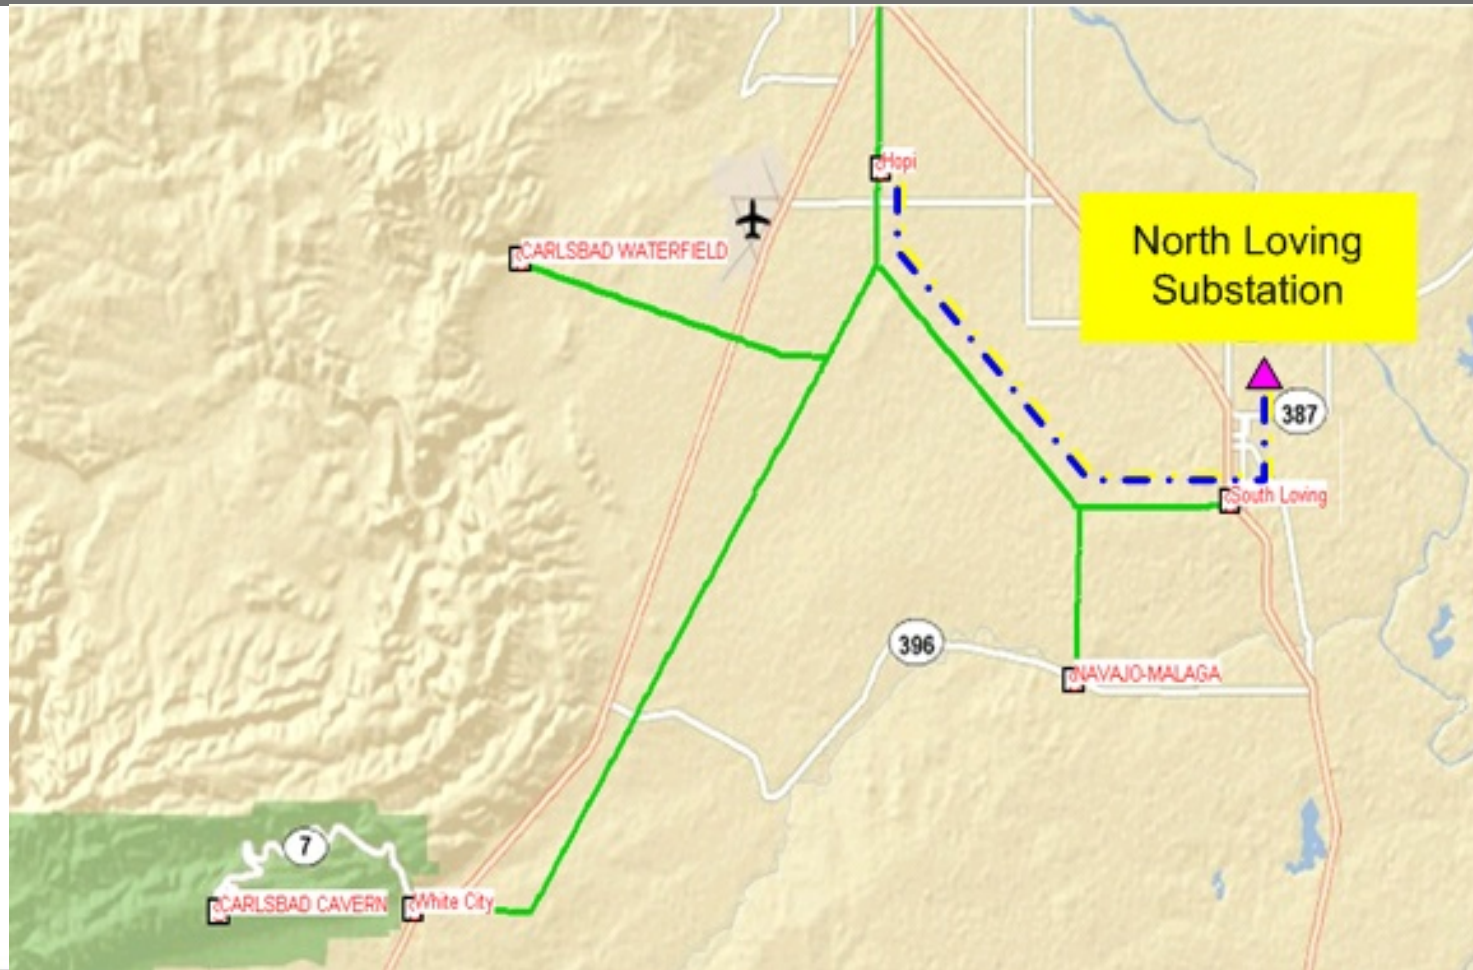 Hopi
CARLSBAD WATERFIELD
North Loving
Substation
387
South Loving
396
NAVAJO-MALAGA
7
CARLSBAD CAVERN
White City